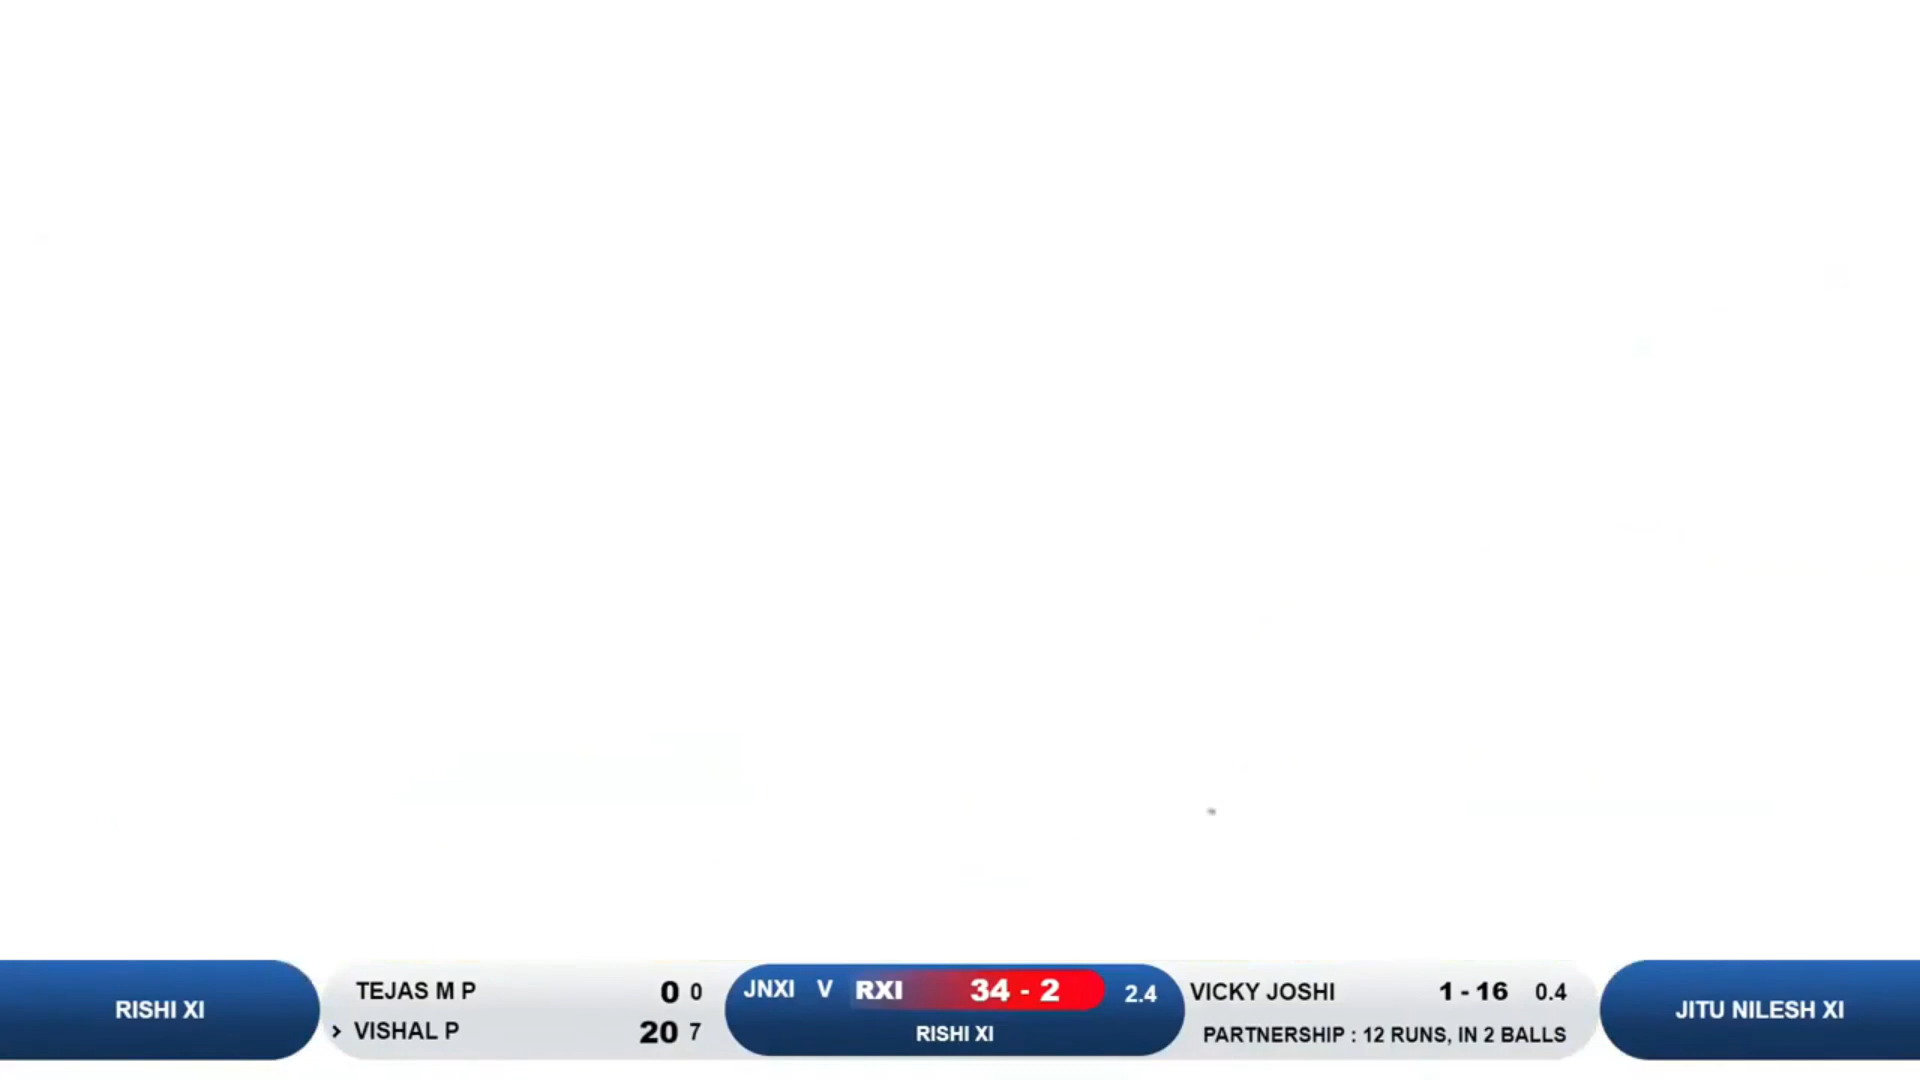 RISHI XI
TEJAS M P 0 0
> VISHAL P 20 7
JNXI V RXI 34 - 2 2.4
RISHI XI
VICKY JOSHI 1 - 16 0.4
PARTNERSHIP : 12 RUNS, IN 2 BALLS
JITU NILESH XI